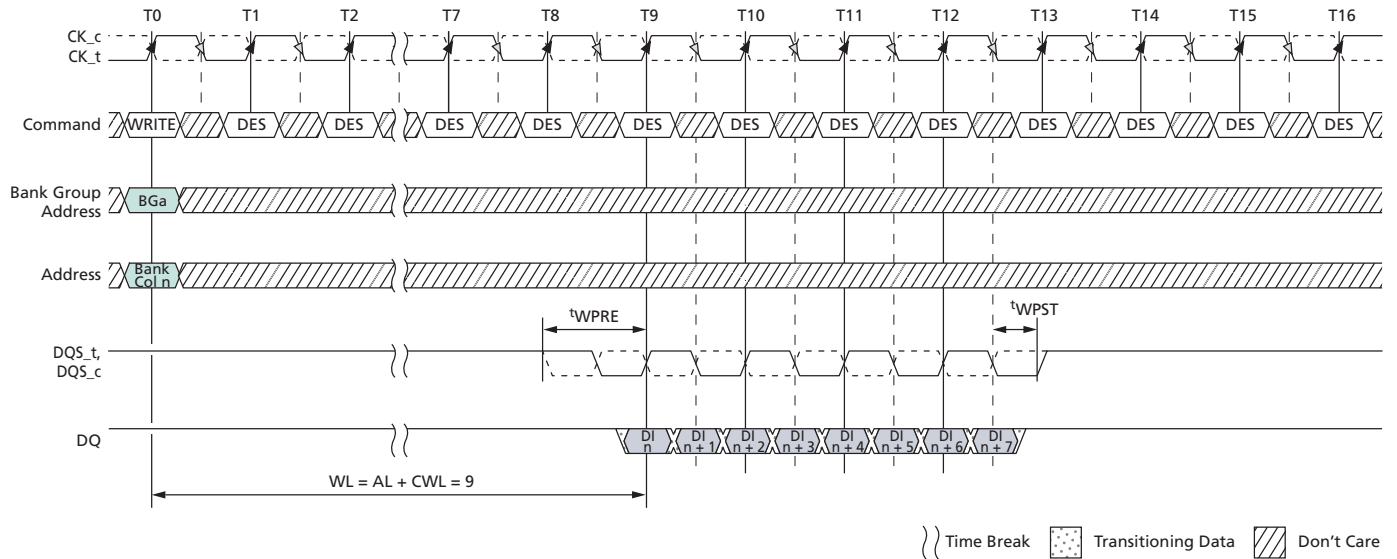 T0 T1 T2 T7 T8 T9 T10 T11 T12 T13 T14 T15 T16
CK_c
CK_t
Command WRITE DES DES DES DES DES DES DES DES DES DES DES DES
Bank Group
Address
BGa
Address
Bank
Col n
tWPRE
tWPST
DQS_t,
DQS_c
DQ
DI
n
DI
n + 1
DI
n + 2
DI
n + 3
DI
n + 4
DI
n + 5
DI
n + 6
DI
n + 7
WL = AL + CWL = 9
Time Break Transitioning Data Don't Care